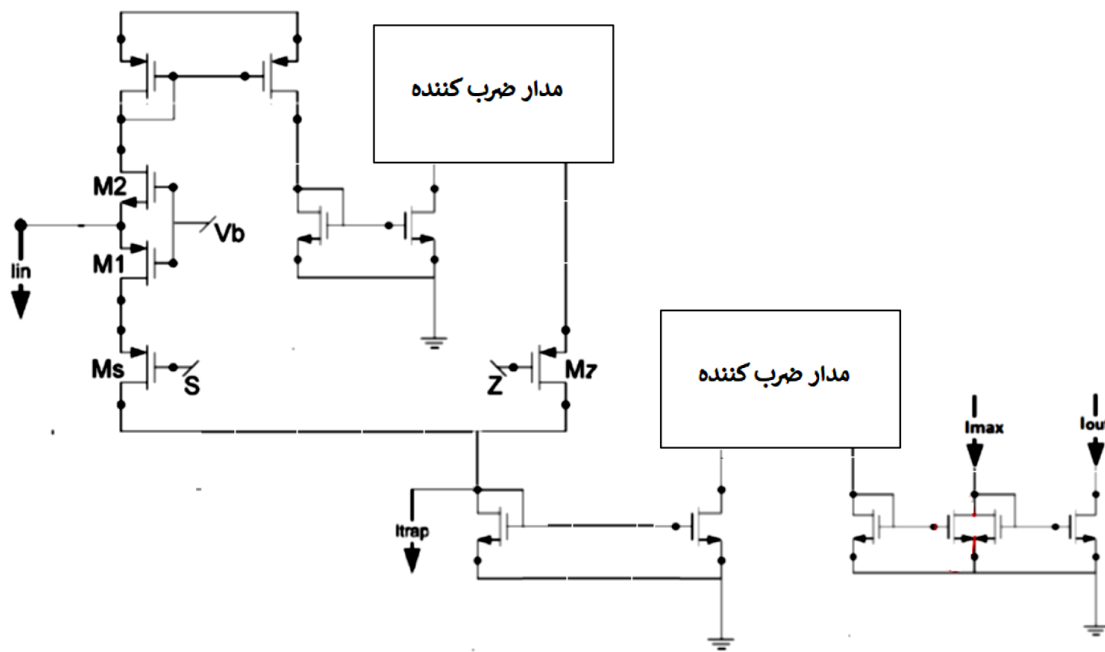 مدار ضرب کننده
M2
Vb
Iin
M1
Ms
S
Z
Mz
مدار ضرب کننده
Imax
Iout
Itrap